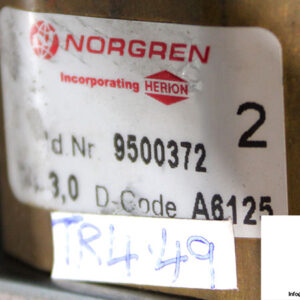 NORGREN
Incorporating HERION
2
d.Nr. 9500372
3,0 D-Code A6125
TR4.49